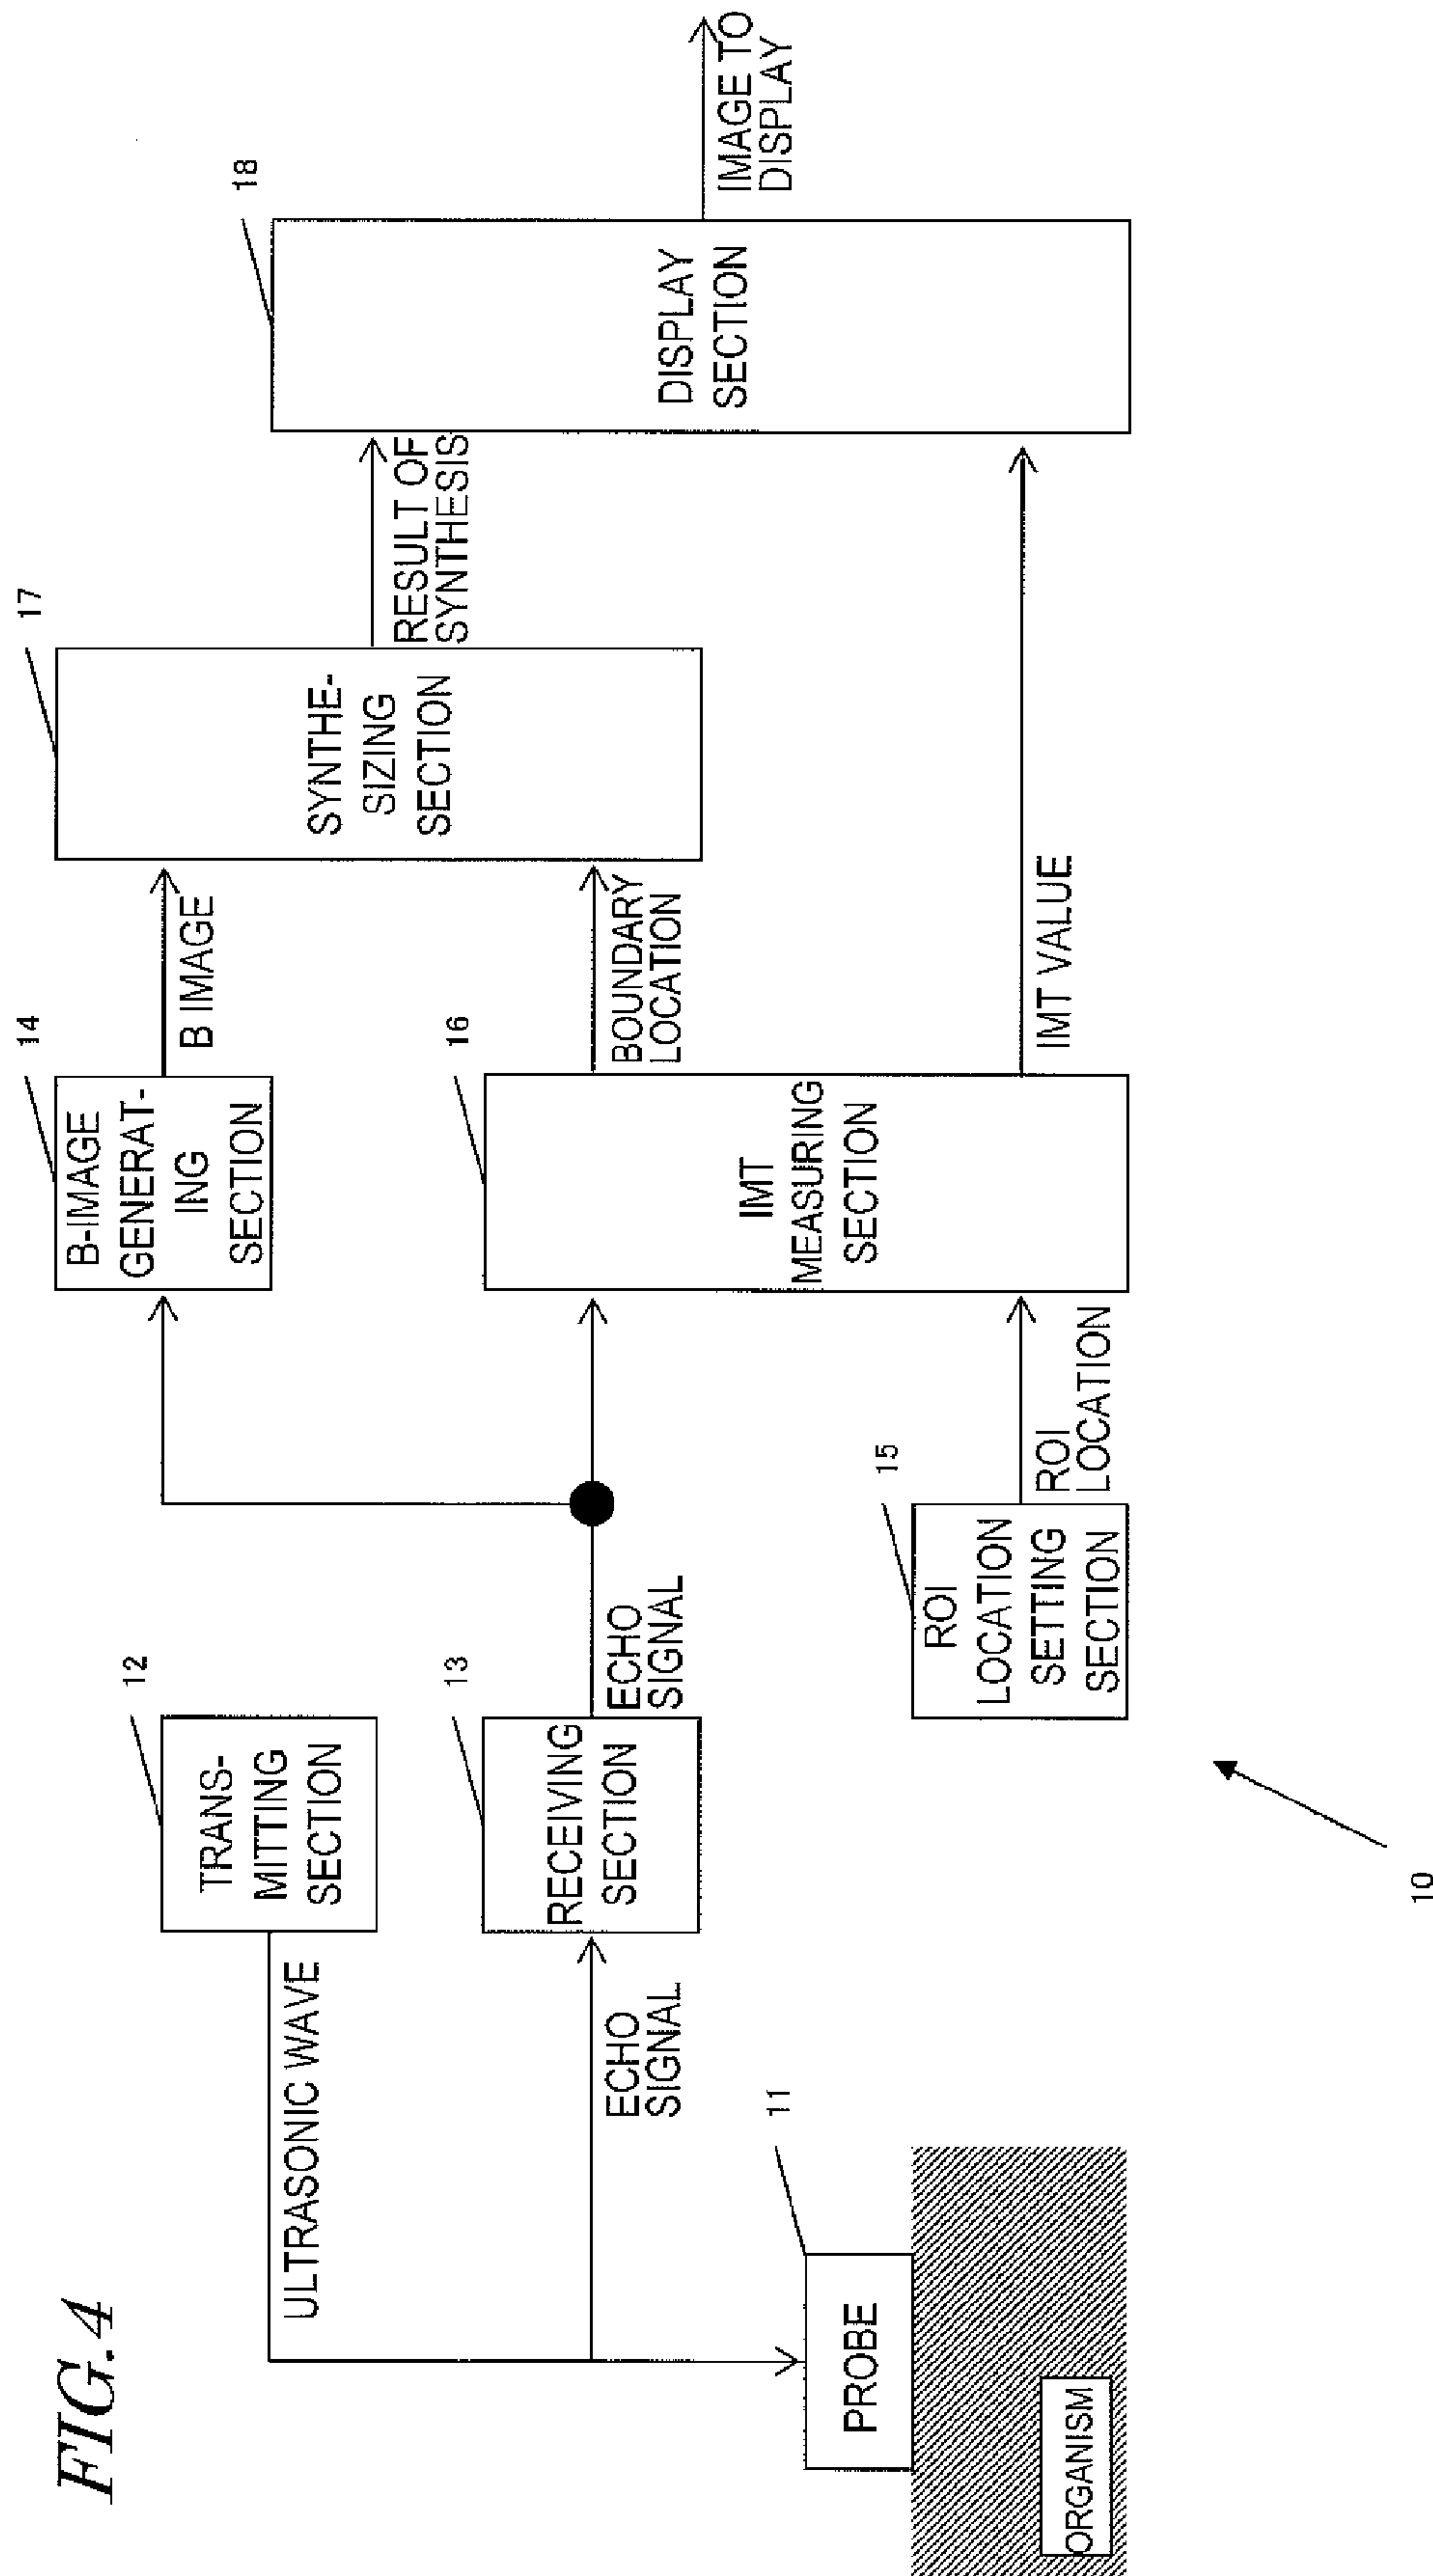 FIG.4
12
TRANS-
MITTING
SECTION
ULTRASONIC WAVE
13
RECEIVING
SECTION
ECHO
SIGNAL
ECHO
SIGNAL
11
PROBE
ORGANISM
14
B-IMAGE
GENERAT-
ING
SECTION
B IMAGE
15
ROI
LOCATION
SETTING
SECTION
ROI
LOCATION
16
IMT
MEASURING
SECTION
BOUNDARY
LOCATION
IMT VALUE
17
SYNTHE-
SIZING
SECTION
RESULT OF
SYNTHESIS
18
DISPLAY
SECTION
IMAGE TO
DISPLAY
10